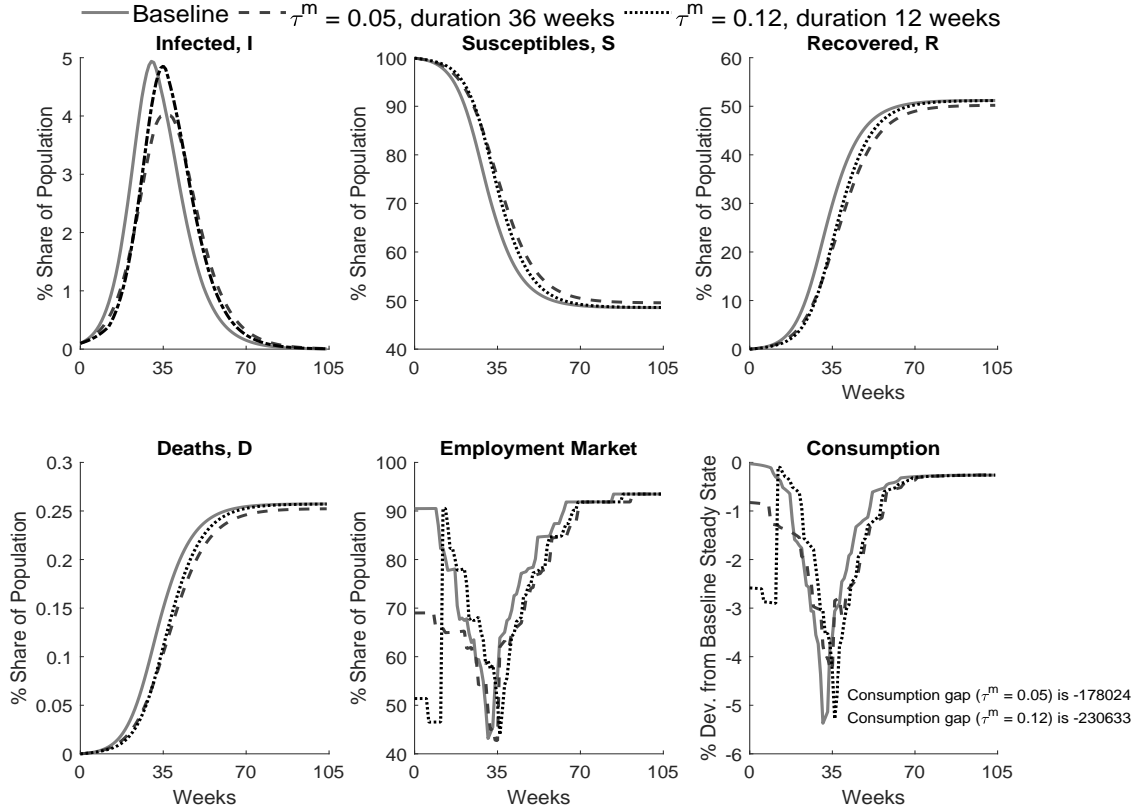 Baseline τᵐ = 0.05, duration 36 weeks τᵐ = 0.12, duration 12 weeks
Infected, I
% Share of Population
5
4
3
2
1
0
0 35 70 105
Susceptibles, S
% Share of Population
100
90
80
70
60
50
40
0 35 70 105
Recovered, R
% Share of Population
60
50
40
30
20
10
0
0 35 70 105
Weeks
Deaths, D
% Share of Population
0.3
0.25
0.2
0.15
0.1
0.05
0
0 35 70 105
Weeks
Employment Market
% Share of Population
100
90
80
70
60
50
40
0 35 70 105
Weeks
Consumption
% Dev. from Baseline Steady State
0
-1
-2
-3
-4
-5
-6
Consumption gap (τᵐ = 0.05) is -178024
Consumption gap (τᵐ = 0.12) is -230633
0 35 70 105
Weeks